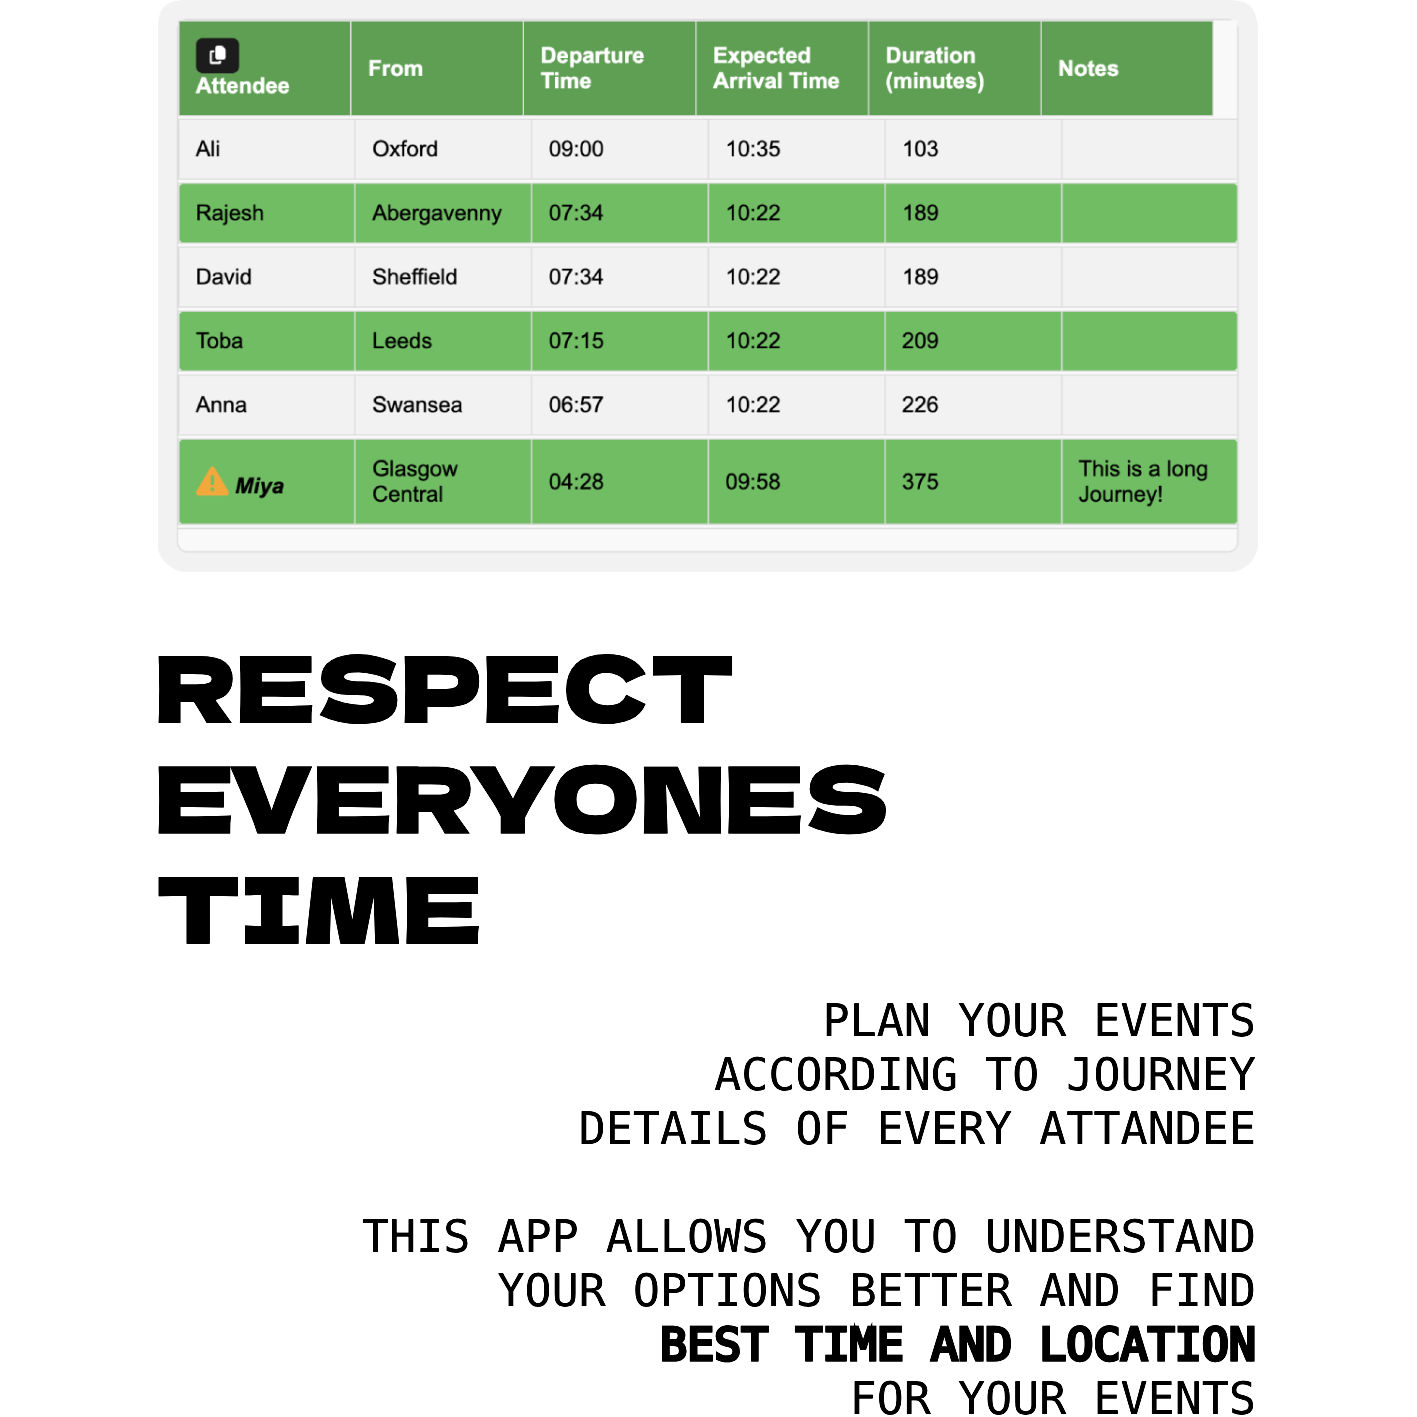 Attendee From Departure Time Expected Arrival Time Duration (minutes) Notes
Ali Oxford 09:00 10:35 103
Rajesh Abergavenny 07:34 10:22 189
David Sheffield 07:34 10:22 189
Toba Leeds 07:15 10:22 209
Anna Swansea 06:57 10:22 226
Miya Glasgow Central 04:28 09:58 375 This is a long Journey!
RESPECT
EVERYONES
TIME
PLAN YOUR EVENTS
ACCORDING TO JOURNEY
DETAILS OF EVERY ATTANDEE
THIS APP ALLOWS YOU TO UNDERSTAND
YOUR OPTIONS BETTER AND FIND
BEST TIME AND LOCATION
FOR YOUR EVENTS